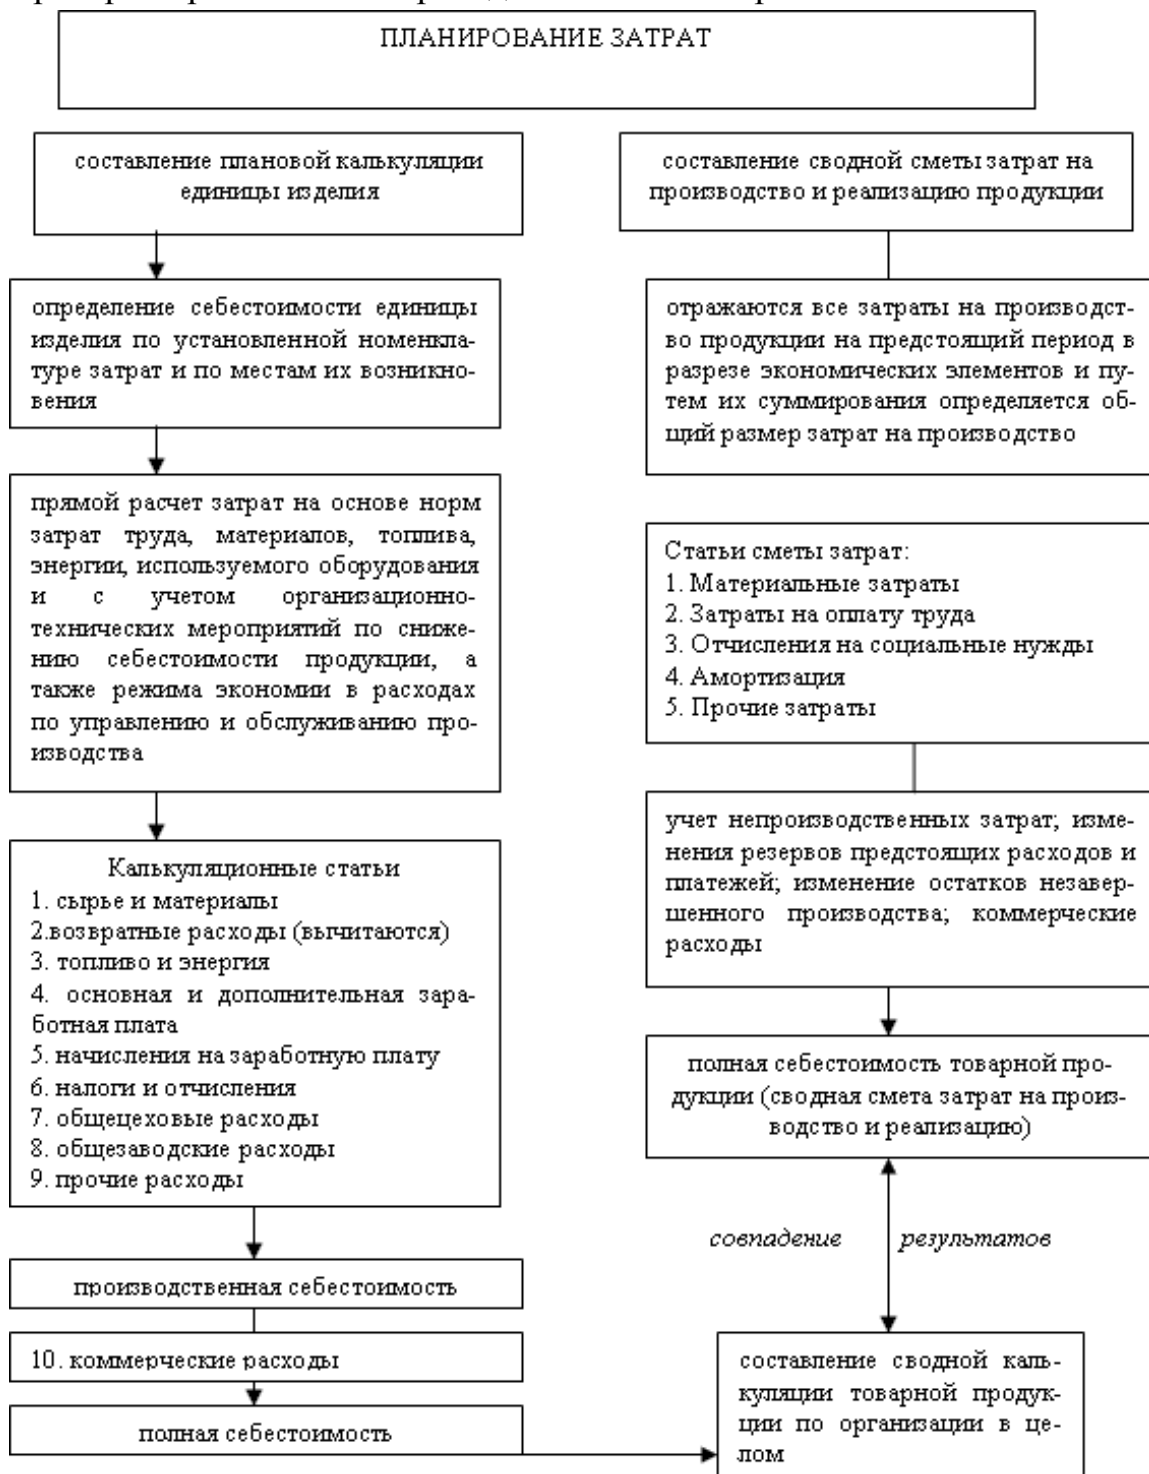 ПЛАНИРОВАНИЕ ЗАТРАТ
составление плановой калькуляции
единицы изделия
определение себестоимости единицы
изделия по установленной номенкла-
туре затрат и по местам их возникно-
вения
прямой расчет затрат на основе норм
затрат труда, материалов, топлива,
энергии, используемого оборудования
и с учетом организационно-
технических мероприятий по сниже-
нию себестоимости продукции, а
также режима экономии в расходах
по управлению и обслуживанию про-
изводства
Калькуляционные статьи
1. сырье и материалы
2.возвратные расходы (вычитаются)
3. топливо и энергия
4. основная и дополнительная зара-
ботная плата
5. начисления на заработную плату
6. налоги и отчисления
7. общецеховые расходы
8. общезаводские расходы
9. прочие расходы
производственная себестоимость
10. коммерческие расходы
полная себестоимость
составление сводной сметы затрат на
производство и реализацию продукции
отражаются все затраты на производст-
во продукции на предстоящий период в
разрезе экономических элементов и пу-
тем их суммирования определяется об-
щий размер затрат на производство
Статьи сметы затрат:
1. Материальные затраты
2. Затраты на оплату труда
3. Отчисления на социальные нужды
4. Амортизация
5. Прочие затраты
учет непроизводственных затрат; изме-
нения резервов предстоящих расходов и
платежей; изменение остатков незавер-
шенного производства; коммерческие
расходы
полная себестоимость товарной про-
дукции (сводная смета затрат на произ-
водство и реализацию)
совпадение результатов
составление сводной каль-
куляции товарной продук-
ции по организации в це-
лом